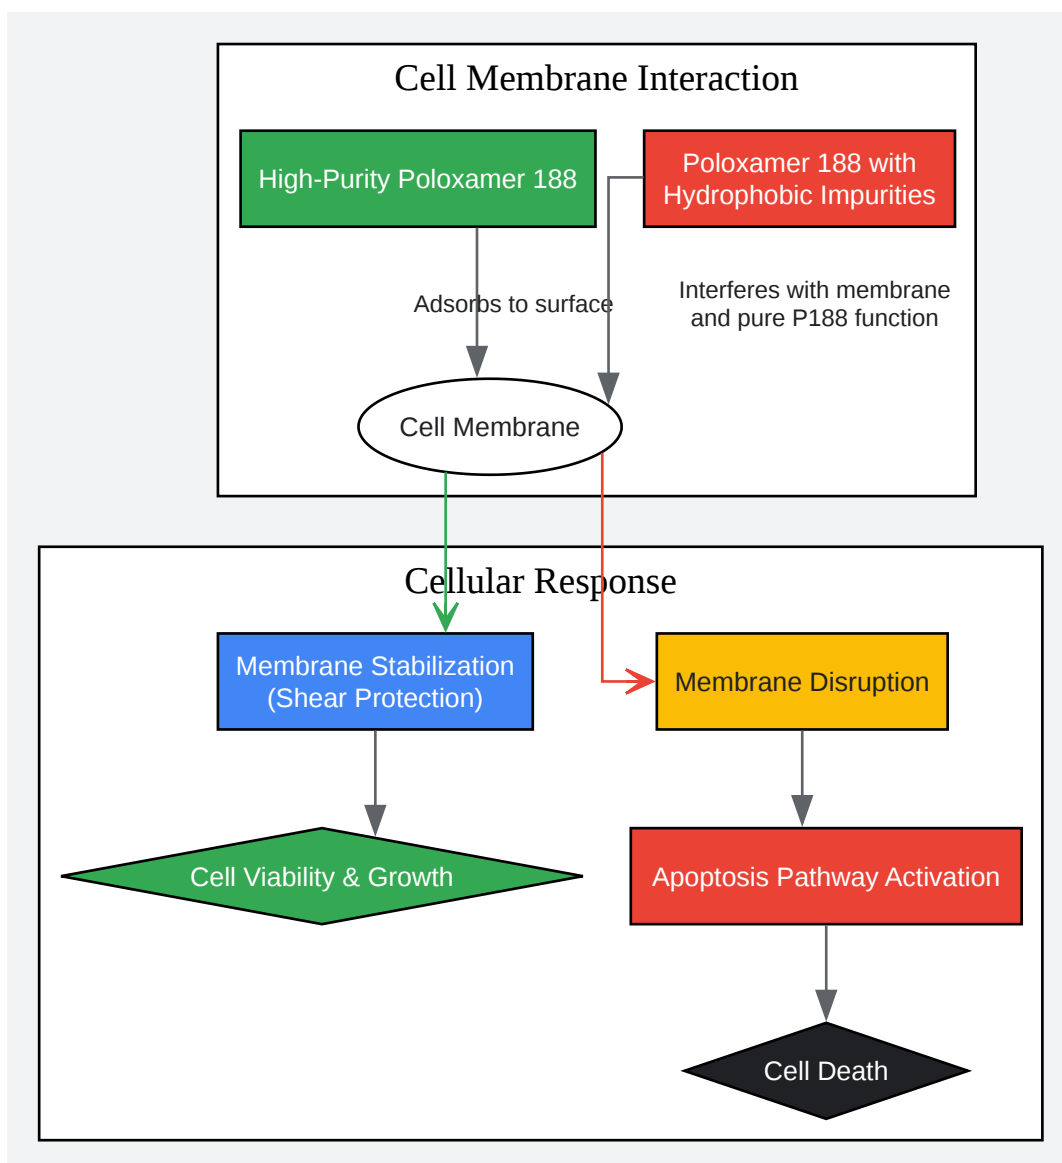 Cell Membrane Interaction
High-Purity Poloxamer 188
Poloxamer 188 with
Hydrophobic Impurities
Adsorbs to surface
Interferes with membrane
and pure P188 function
Cell Membrane
Cellular Response
Membrane Stabilization
(Shear Protection)
Membrane Disruption
Cell Viability & Growth
Apoptosis Pathway Activation
Cell Death